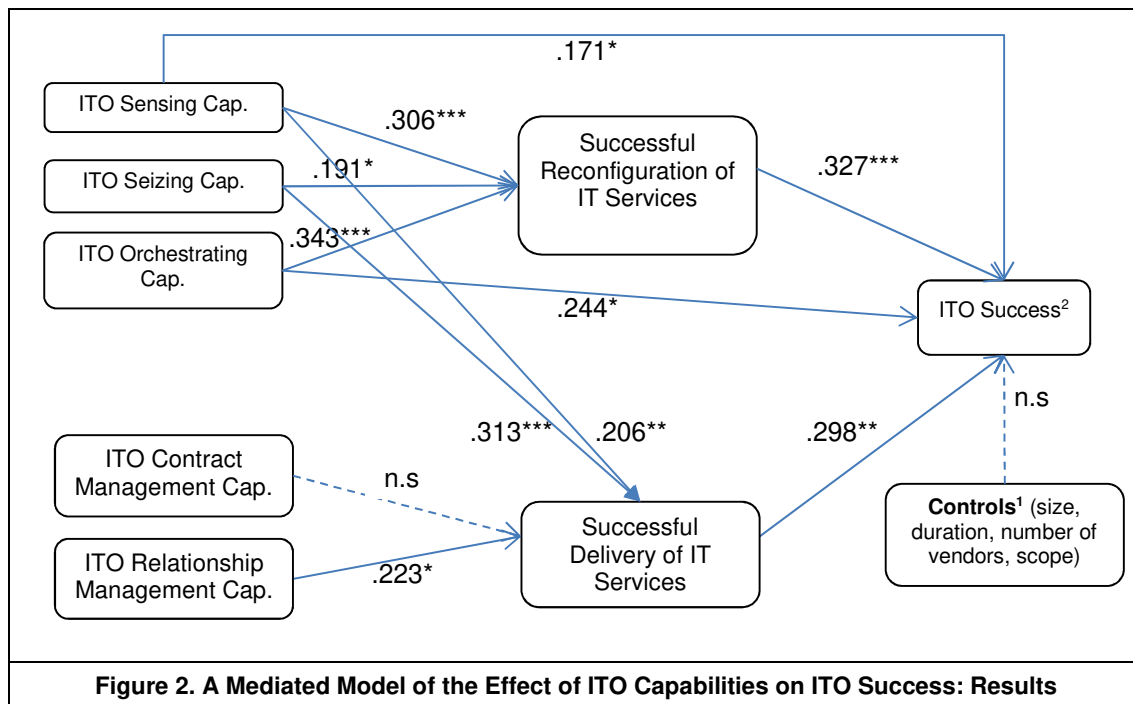 .171*
ITO Sensing Cap.
.306***
Successful
Reconfiguration of
IT Services
.327***
.191*
ITO Seizing Cap.
.343***
ITO Orchestrating
Cap.
.244*
ITO Success²
n.s
.313***
.206**
.298**
ITO Contract
Management Cap.
n.s
Successful
Delivery of IT
Services
Controls¹ (size,
duration, number of
vendors, scope)
ITO Relationship
Management Cap.
.223*
Figure 2. A Mediated Model of the Effect of ITO Capabilities on ITO Success: Results